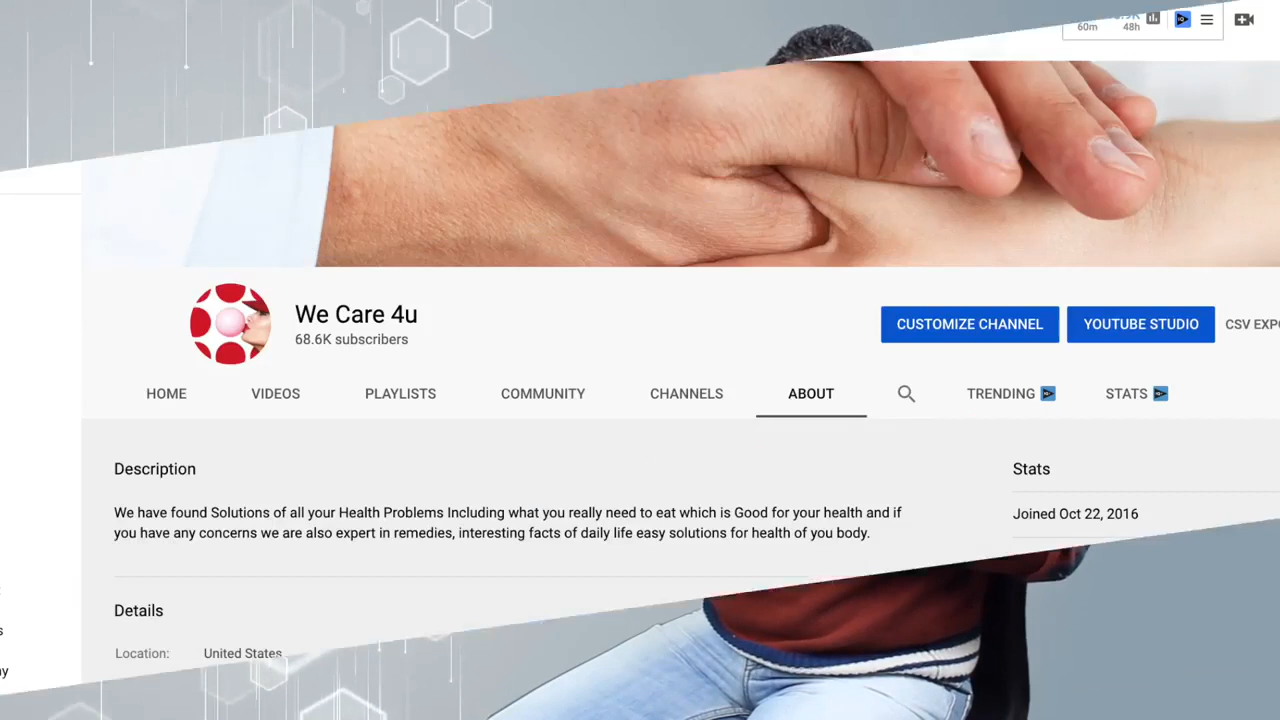 60m 48h
We Care 4u
68.6K subscribers
CUSTOMIZE CHANNEL
YOUTUBE STUDIO
CSV EXPO
HOME
VIDEOS
PLAYLISTS
COMMUNITY
CHANNELS
ABOUT
TRENDING
STATS
Description
Stats
We have found Solutions of all your Health Problems Including what you really need to eat which is Good for your health and if
you have any concerns we are also expert in remedies, interesting facts of daily life easy solutions for health of you body.
Joined Oct 22, 2016
Details
Location: United States